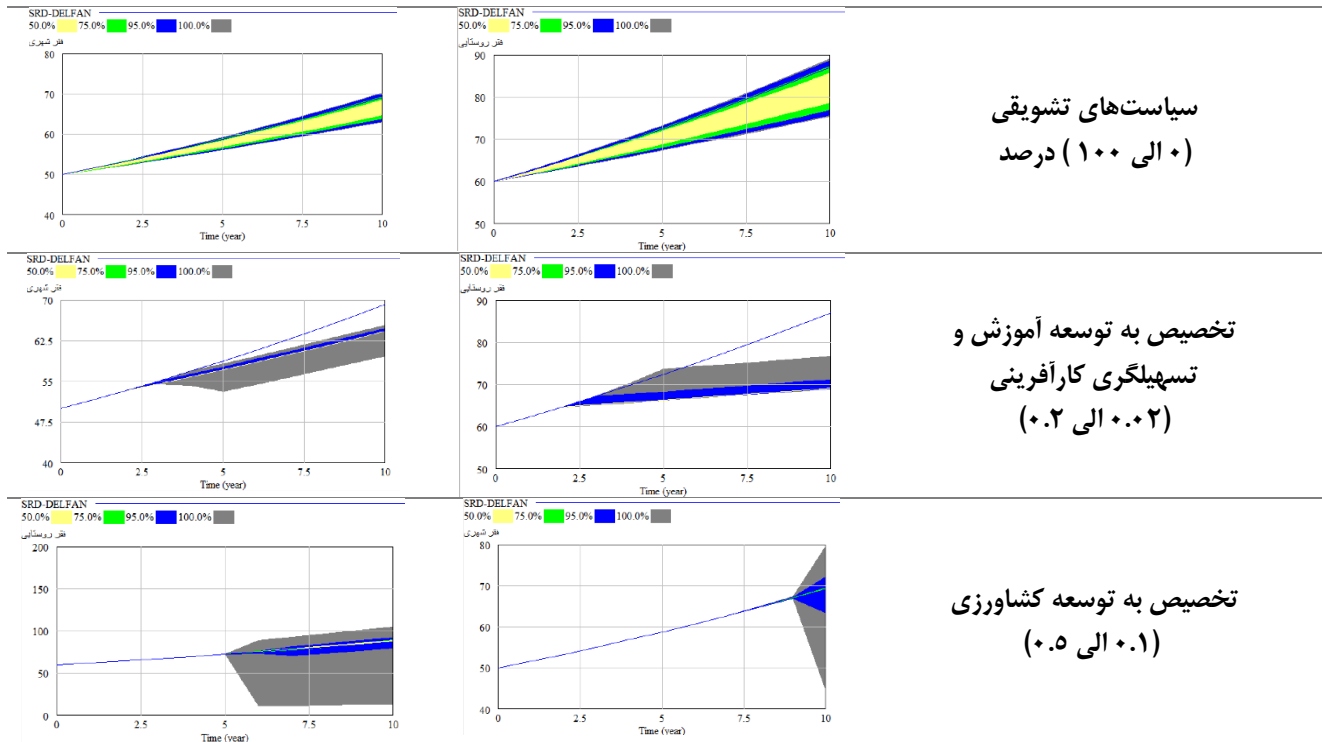 SRD-DELFAN
50.0% 75.0% 95.0% 100.0%
فقر شهری
80
70
60
50
40
0 2.5 5 7.5 10
Time (year)
SRD-DELFAN
50.0% 75.0% 95.0% 100.0%
فقر روستایی
90
80
70
60
50
0 2.5 5 7.5 10
Time (year)
سیاست‌های تشویقی
(۰ الی ۱۰۰ ) درصد
SRD-DELFAN
50.0% 75.0% 95.0% 100.0%
فقر شهری
70
62.5
55
47.5
40
0 2.5 5 7.5 10
Time (year)
SRD-DELFAN
50.0% 75.0% 95.0% 100.0%
فقر روستایی
90
80
70
60
50
0 2.5 5 7.5 10
Time (year)
تخصیص به توسعه آموزش و
تسهیلگری کارآفرینی
(۰.۰۲ الی ۰.۲)
SRD-DELFAN
50.0% 75.0% 95.0% 100.0%
فقر روستایی
200
150
100
50
0
0 2.5 5 7.5 10
Time (year)
SRD-DELFAN
50.0% 75.0% 95.0% 100.0%
فقر شهری
80
70
60
50
40
0 2.5 5 7.5 10
Time (year)
تخصیص به توسعه کشاورزی
(۰.۱ الی ۰.۵)